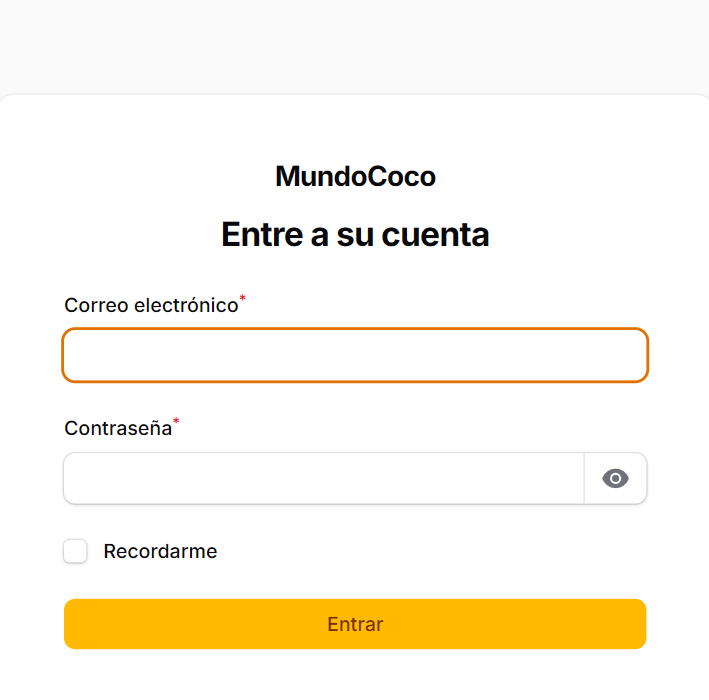 MundoCoco
Entre a su cuenta
Correo electrónico*
Contraseña*
Recordarme
Entrar